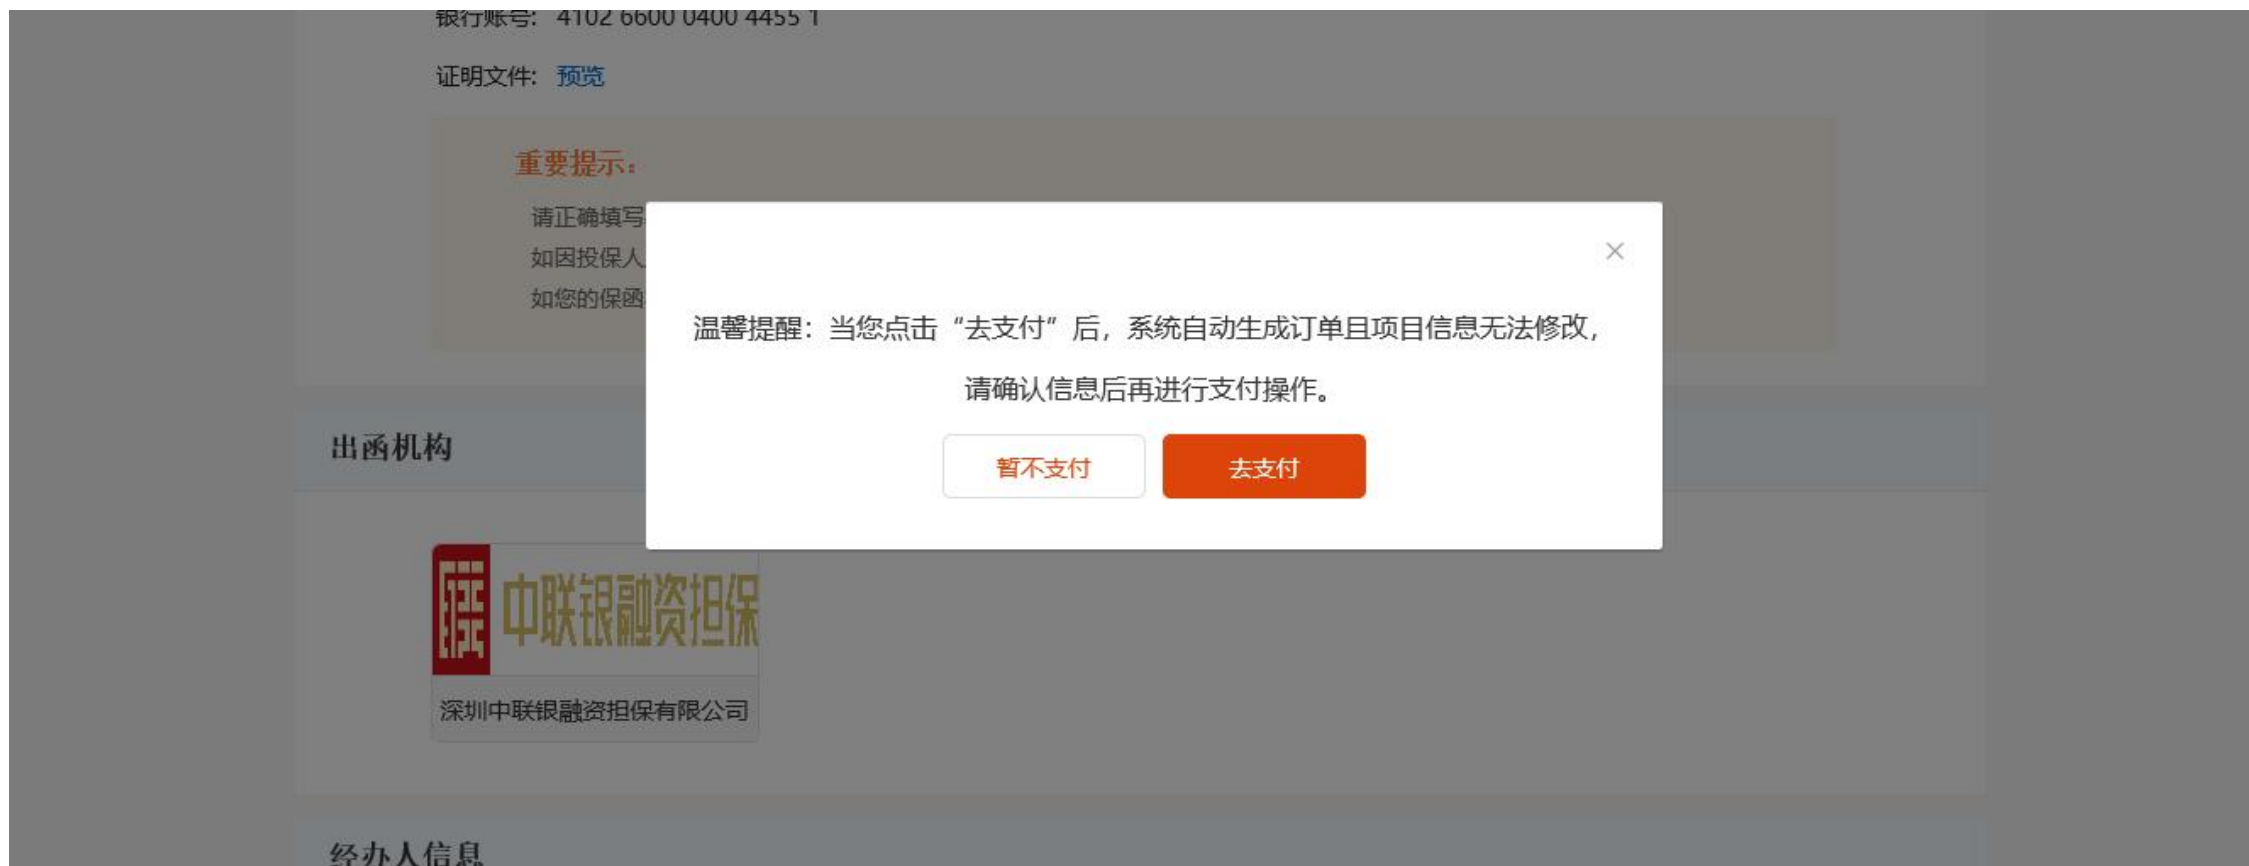 银行账号: 4102 6600 0400 4455 1
证明文件: 预览
重要提示:
请正确填写
如因投保人
如您的保函
温馨提醒：当您点击“去支付”后，系统自动生成订单且项目信息无法修改，
请确认信息后再进行支付操作。
暂不支付 去支付
出函机构
中联银融资担保
深圳中联银融资担保有限公司
经办人信息